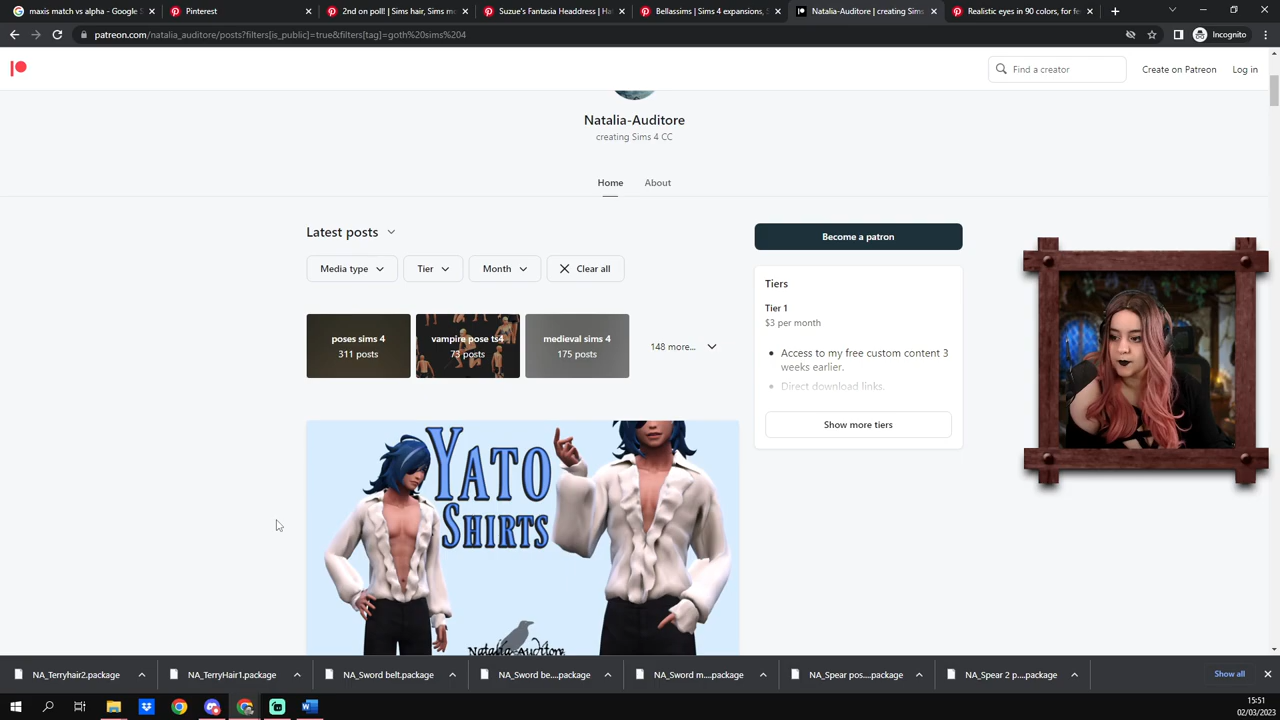 maxis match vs alpha - Google S
Pinterest
2nd on poll! | Sims hair, Sims mo
Suzue's Fantasia Headdress | Ha
Bellassims | Sims 4 expansions, S
Natalia-Auditore | creating Sims
Realistic eyes in 90 colors, for fe
patreon.com/natalia_auditore/posts?filters[is_public]=true&filters[tag]=goth%20sims%204
Incognito
Find a creator
Create on Patreon
Log in
Natalia-Auditore
creating Sims 4 CC
Home
About
Latest posts
Become a patron
Media type
Tier
Month
Clear all
Tiers
Tier 1
$3 per month
poses sims 4
311 posts
vampire pose ts4
73 posts
medieval sims 4
175 posts
148 more...
Access to my free custom content 3
weeks earlier.
Direct download links.
Show more tiers
YATO
SHIRTS
Natalia-Auditore
NA_Terryhair2.package
NA_TerryHair1.package
NA_Sword belt.package
NA_Sword be....package
NA_Sword m....package
NA_Spear pos....package
NA_Spear 2 p....package
Show all
15:51
02/03/2023